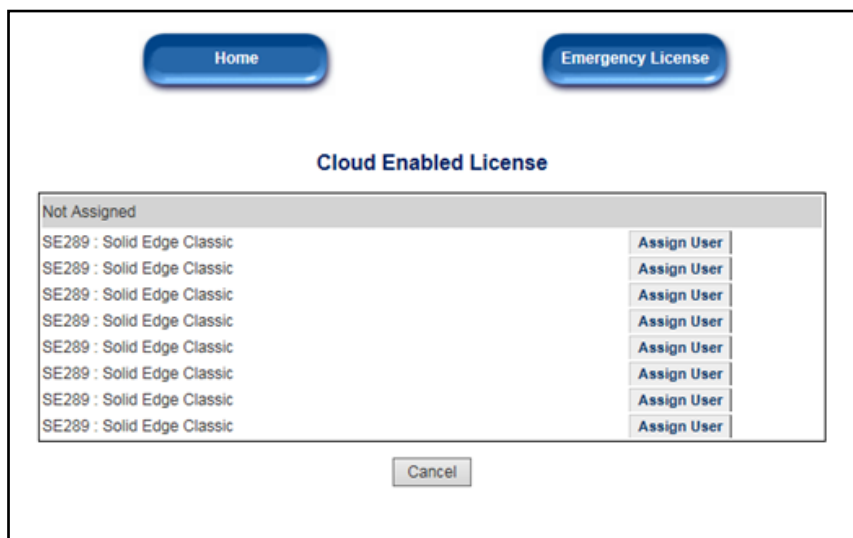 Home
Emergency License
Cloud Enabled License
Not Assigned
SE289 : Solid Edge Classic Assign User
SE289 : Solid Edge Classic Assign User
SE289 : Solid Edge Classic Assign User
SE289 : Solid Edge Classic Assign User
SE289 : Solid Edge Classic Assign User
SE289 : Solid Edge Classic Assign User
SE289 : Solid Edge Classic Assign User
SE289 : Solid Edge Classic Assign User
Cancel